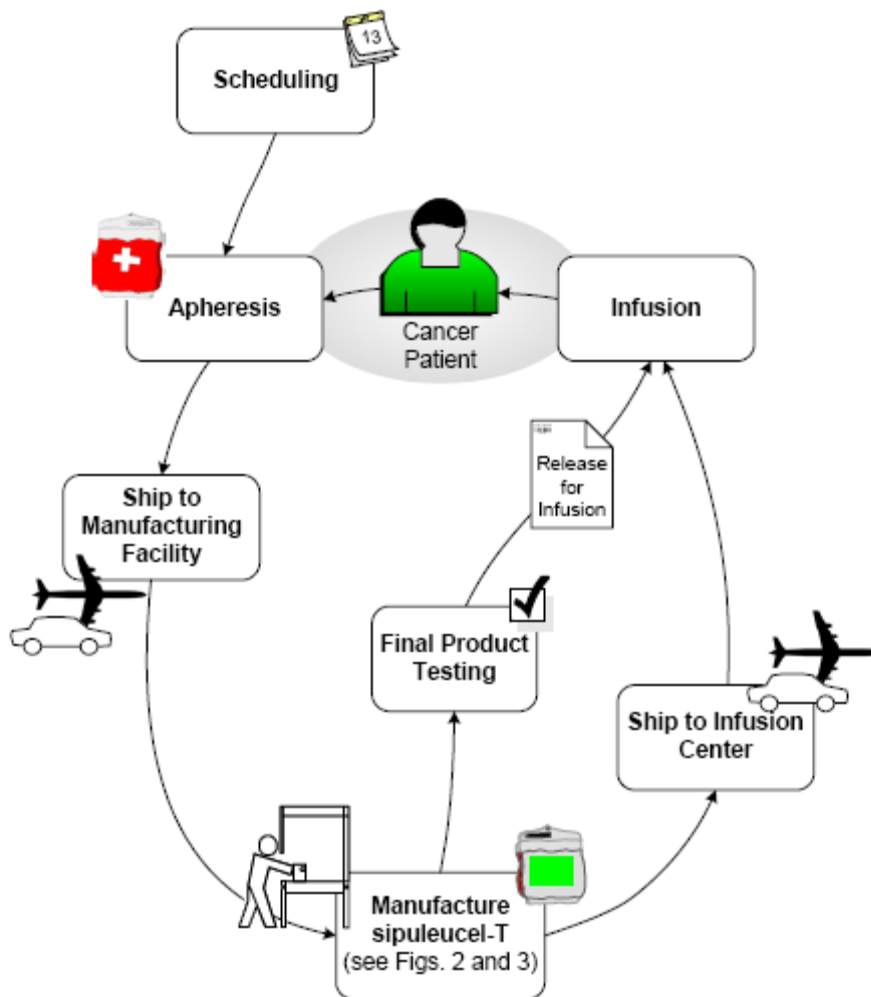 13
Scheduling
Apheresis
Cancer
Patient
Infusion
Ship to
Manufacturing
Facility
Release
for
Infusion
Final Product
Testing
Ship to Infusion
Center
Manufacture
sipuleucel-T
(see Figs. 2 and 3)